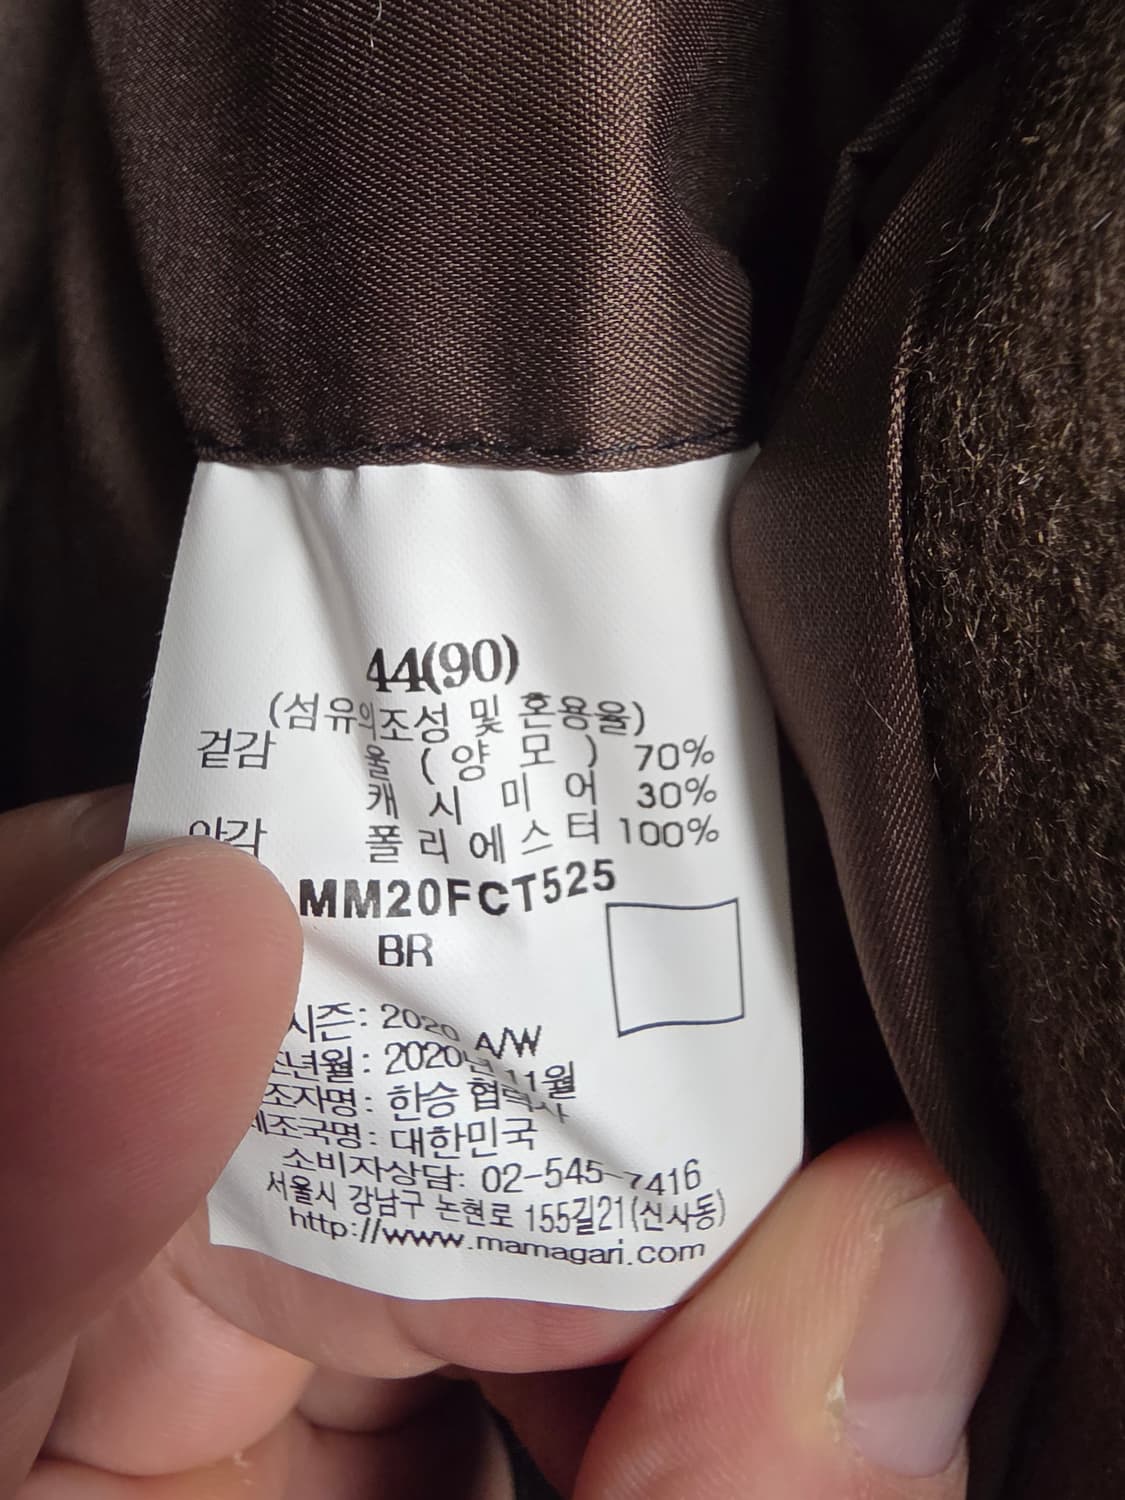 44(90)
(섬유의조성 및 혼용율)
겉감 울 (양모) 70%
캐시미어 30%
안감 폴리에스터 100%
MM20FCT525
BR
시즌: 2020 A/W
년월: 2020년 11월
조자명: 한승 협력사
제조국명: 대한민국
소비자상담: 02-545-7416
서울시 강남구 논현로 155길21(신사동)
http://www.mamagari.com